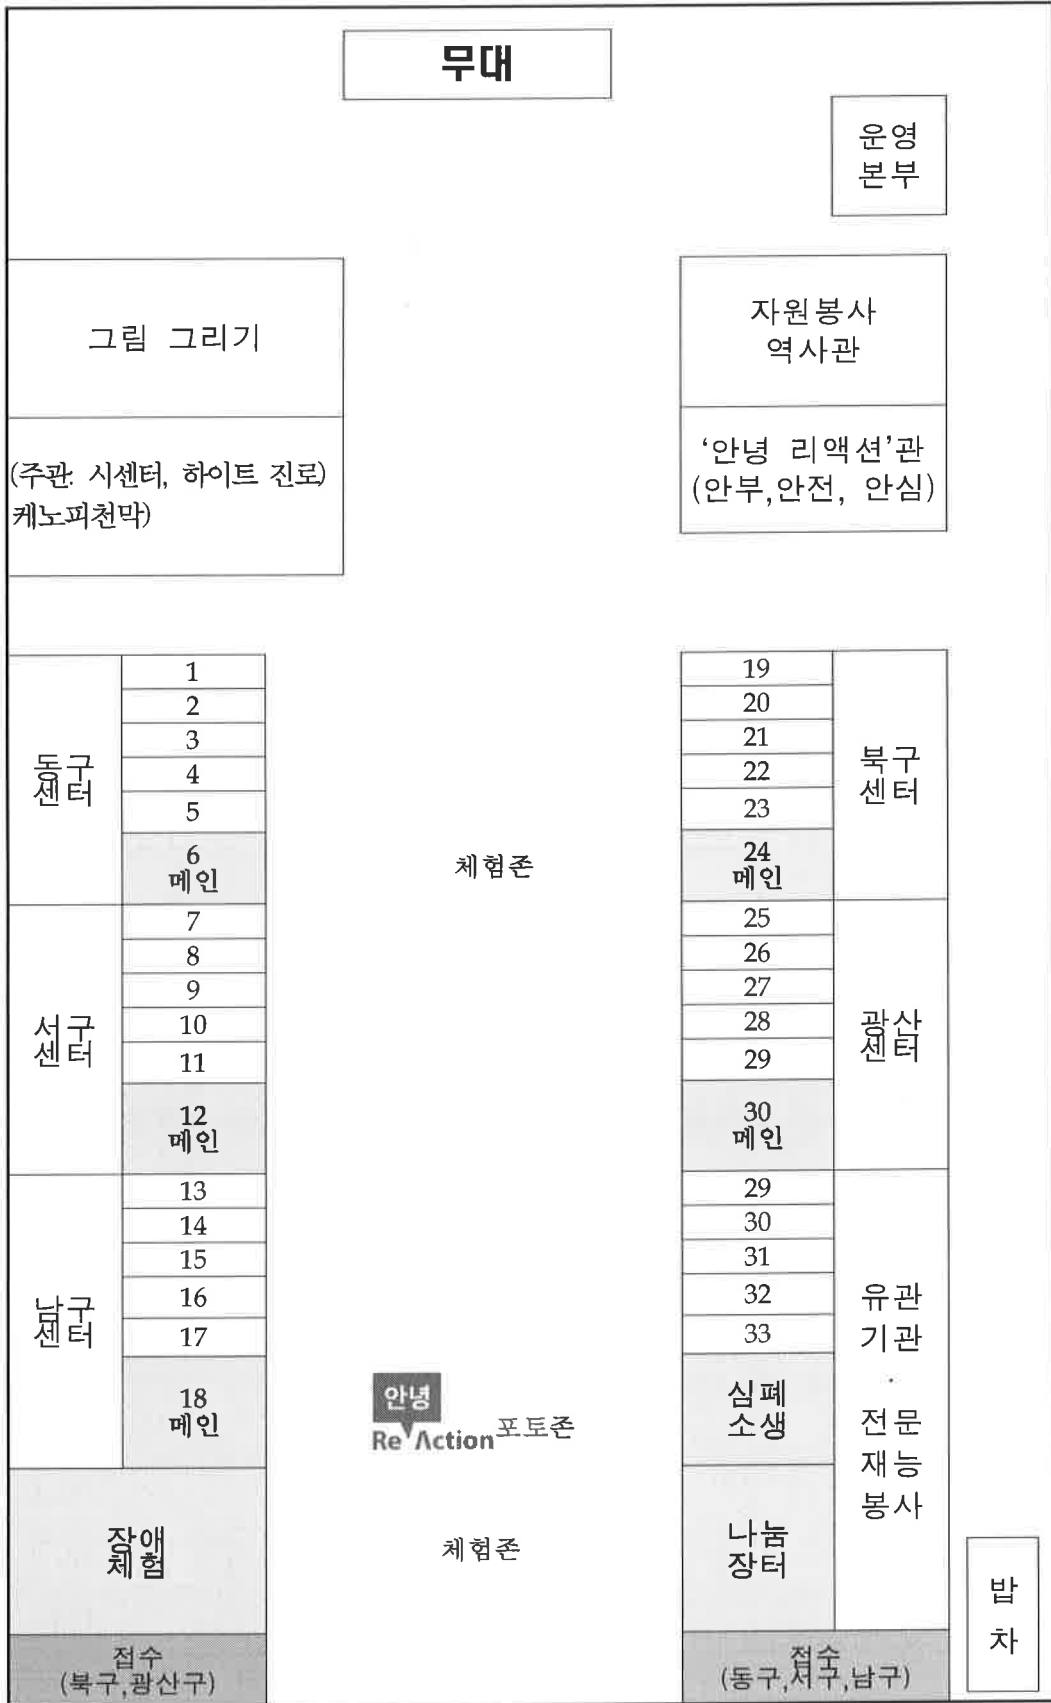 무대
운영
본부
그림 그리기
(주관: 시센터, 하이트 진로)
케노피천막)
자원봉사
역사관
‘안녕 리액션’관
(안부,안전, 안심)
동구
센터
1
2
3
4
5
6
메인
서구
센터
7
8
9
10
11
12
메인
남구
센터
13
14
15
16
17
18
메인
장애
체험
접수
(북구,광산구)
체험존
안녕
Re Action 포토존
체험존
19
20
21
22
23
24
메인
북구
센터
25
26
27
28
29
30
메인
광산
센터
29
30
31
32
33
심폐
소생
나눔
장터
유관
기관
·
전문
재능
봉사
접수
(동구,서구,남구)
밥
차